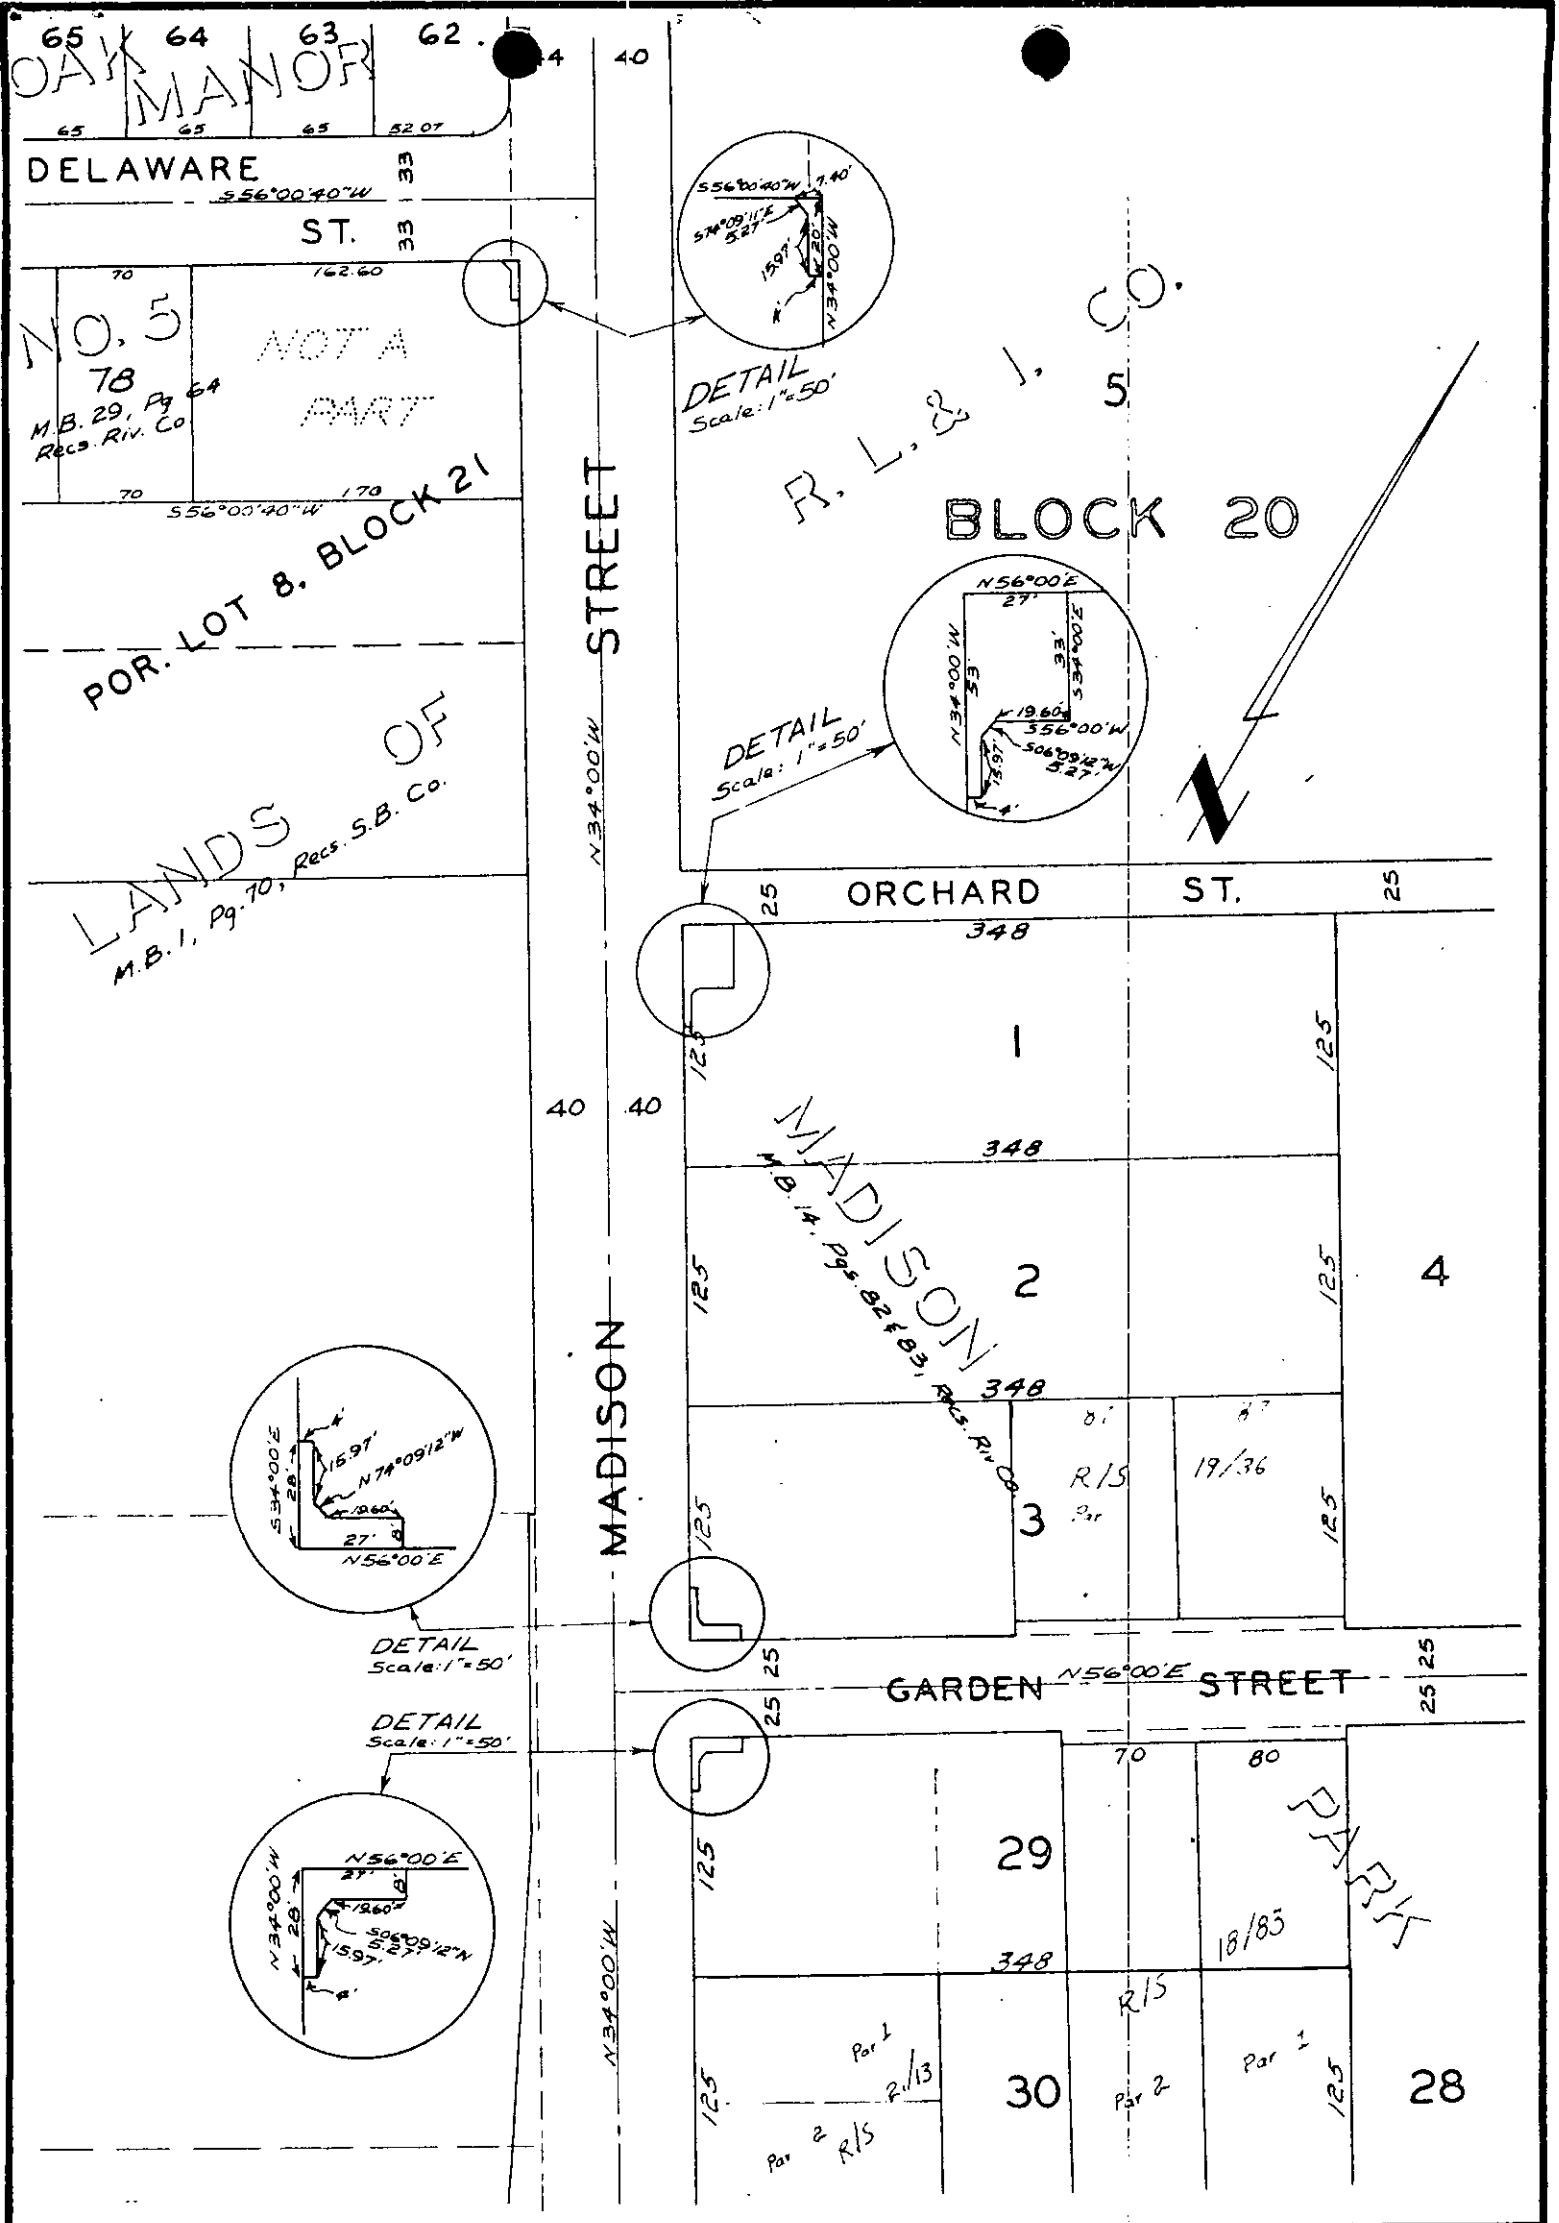 65 64 63 62
44 40
OAK MANOR
65 65 65 52.07
DELAWARE
S56°00'40"W
ST.
33
33
70 162.60
NO. 5
78
M.B. 29, Pg 64
Recs. Riv. Co
NOT A
PART
70 170
S56°00'40"W
POR. LOT 8, BLOCK 21
S56°00'40"W 7.40'
S74°09'11"E
5.27'
15.97'
20'
4'
N34°00'W
DETAIL
Scale: 1"=50'
R. L. & I. CO.
5
BLOCK 20
STREET
N34°00'W
LANDS OF
M.B. 1, Pg. 70, Recs. S.B. Co.
N56°00'E
27'
N34°00'W
53'
33'
S34°00'E
19.60'
S56°00'W
S06°09'12"W
5.27'
15.97'
4'
DETAIL
Scale: 1"=50'
N
25 ORCHARD ST. 25
348
1
125 125
40 40
348
MADISON
M.B. 14, Pgs. 82 & 83, Recs. Riv Co.
2
125 125
4
348
87
R/S
19/36
Par
3
125 125
MADISON
S34°00'E
28'
4'
15.97'
N74°09'12"W
19.60'
27' 8'
N56°00'E
DETAIL
Scale: 1"=50'
25
25
GARDEN N56°00'E STREET
25
25
DETAIL
Scale: 1"=50'
70 80
N56°00'E
27' 8'
N34°00'W
28'
19.60'
S06°09'12"W
5.27'
15.97'
4'
N34°00'W
29
125
PARK
18/83
348
R/S
Par 1
2./13
Par 2 R/S
30
125
Par 2
Par 1
125
28